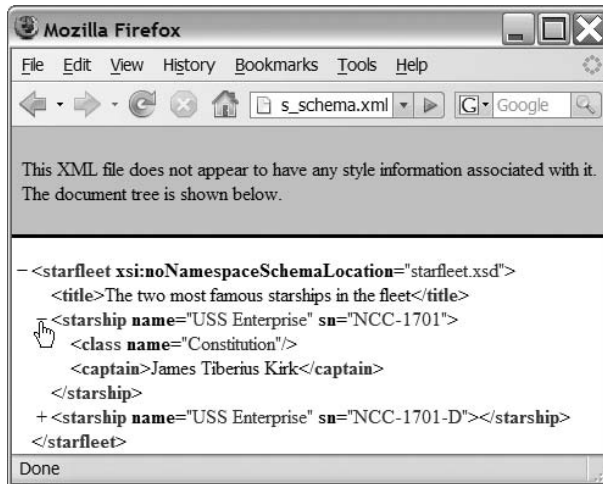 Mozilla Firefox
File Edit View History Bookmarks Tools Help
s_schema.xml G Google
This XML file does not appear to have any style information associated with it.
The document tree is shown below.
– <starfleet xsi:noNamespaceSchemaLocation="starfleet.xsd">
<title>The two most famous starships in the fleet</title>
– <starship name="USS Enterprise" sn="NCC-1701">
<class name="Constitution"/>
<captain>James Tiberius Kirk</captain>
</starship>
+ <starship name="USS Enterprise" sn="NCC-1701-D"></starship>
</starfleet>
Done